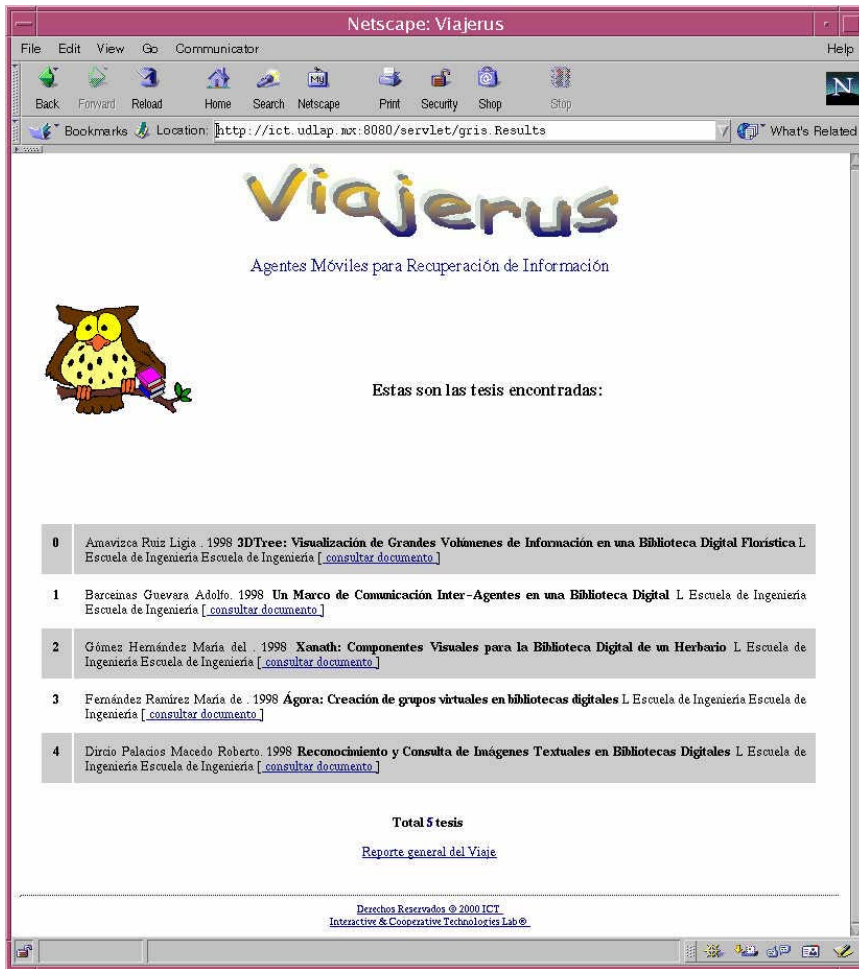 Netscape: Viajerus
File Edit View Go Communicator Help
Back Forward Reload Home Search Netscape Print Security Shop Stop
My
N
Bookmarks Location: http://ict.udlap.mx:8080/servlet/gris.Results What's Related
Viajerus
Agentes Móviles para Recuperación de Información
Estas son las tesis encontradas:
0 Amavizca Ruiz Ligia . 1998 3DTree: Visualización de Grandes Volúmenes de Información en una Biblioteca Digital Florística L
Escuela de Ingeniería Escuela de Ingeniería [ consultar documento ]
1 Barceinas Guevara Adolfo. 1998 Un Marco de Comunicación Inter-Agentes en una Biblioteca Digital L Escuela de Ingeniería
Escuela de Ingeniería [ consultar documento ]
2 Gómez Hernández María del . 1998 Xanath: Componentes Visuales para la Biblioteca Digital de un Herbario L Escuela de
Ingeniería Escuela de Ingeniería [ consultar documento ]
3 Fernández Ramírez María de . 1998 Ágora: Creación de grupos virtuales en bibliotecas digitales L Escuela de Ingeniería Escuela de
Ingeniería [ consultar documento ]
4 Dircio Palacios Macedo Roberto. 1998 Reconocimiento y Consulta de Imágenes Textuales en Bibliotecas Digitales L Escuela de
Ingeniería Escuela de Ingeniería [ consultar documento ]
Total 5 tesis
Reporte general del Viaje
Derechos Reservados © 2000 ICT
Interactive & Cooperative Technologies Lab ®